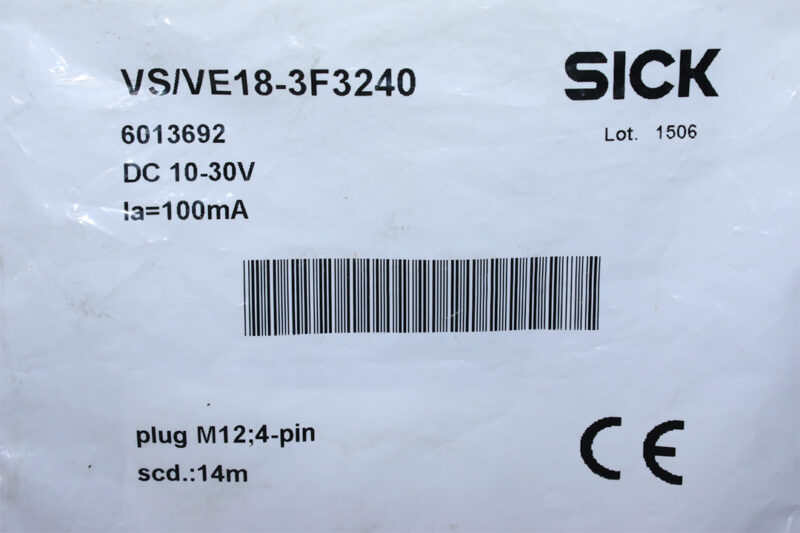 VS/VE18-3F3240
SICK
6013692
Lot. 1506
DC 10-30V
Ia=100mA
plug M12;4-pin
scd.:14m
CE